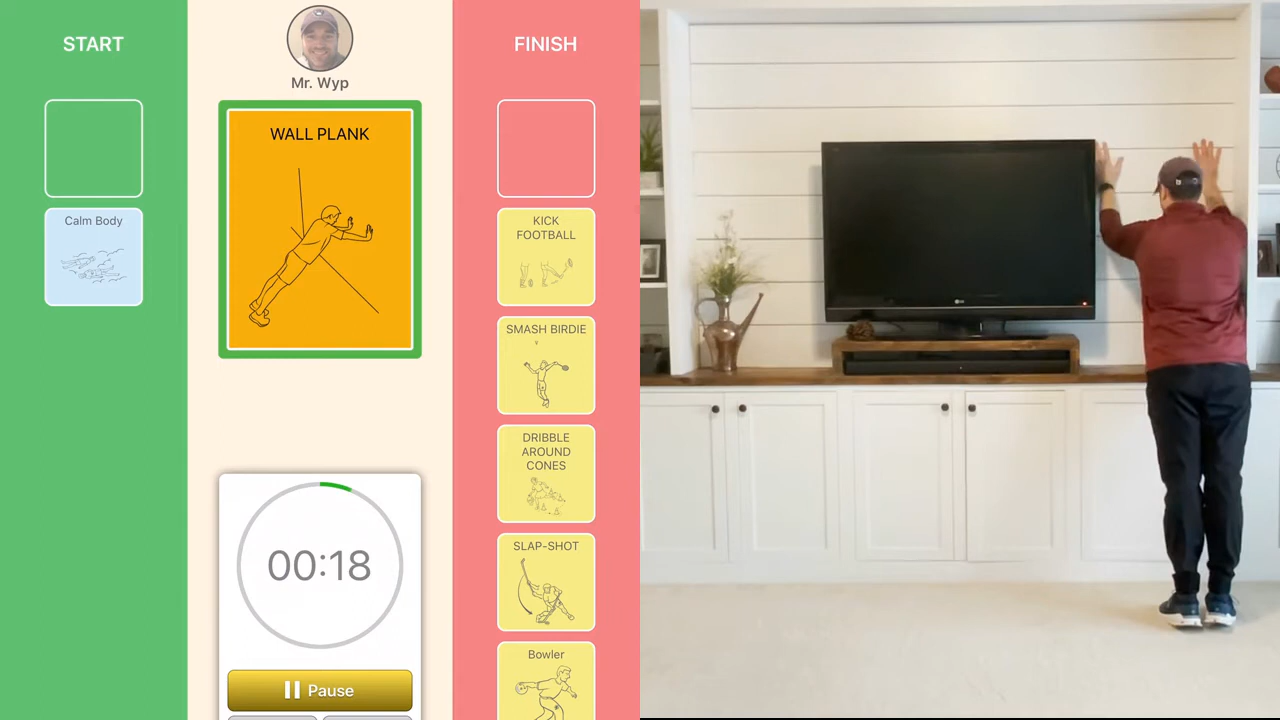 START
Calm Body
Mr. Wyp
WALL PLANK
00:18
Pause
FINISH
KICK
FOOTBALL
SMASH BIRDIE
DRIBBLE
AROUND
CONES
SLAP-SHOT
Bowler
LG